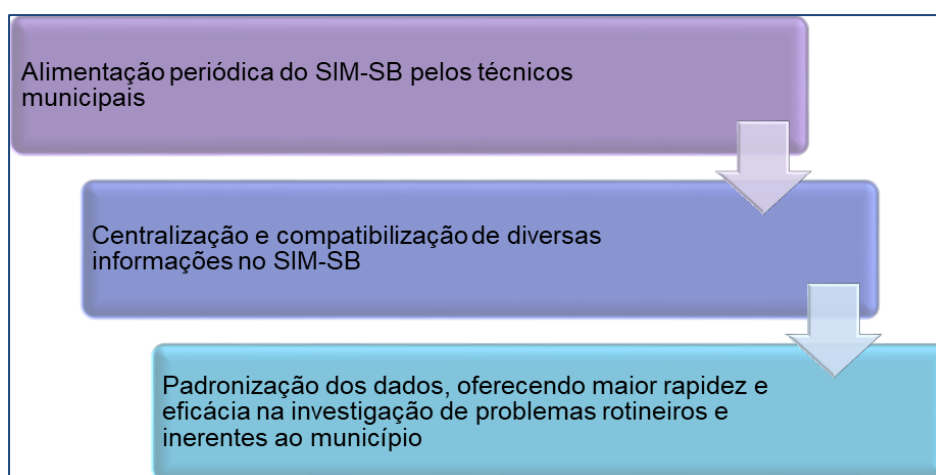 Alimentação periódica do SIM-SB pelos técnicos
municipais
Centralização e compatibilização de diversas
informações no SIM-SB
Padronização dos dados, oferecendo maior rapidez e
eficácia na investigação de problemas rotineiros e
inerentes ao município